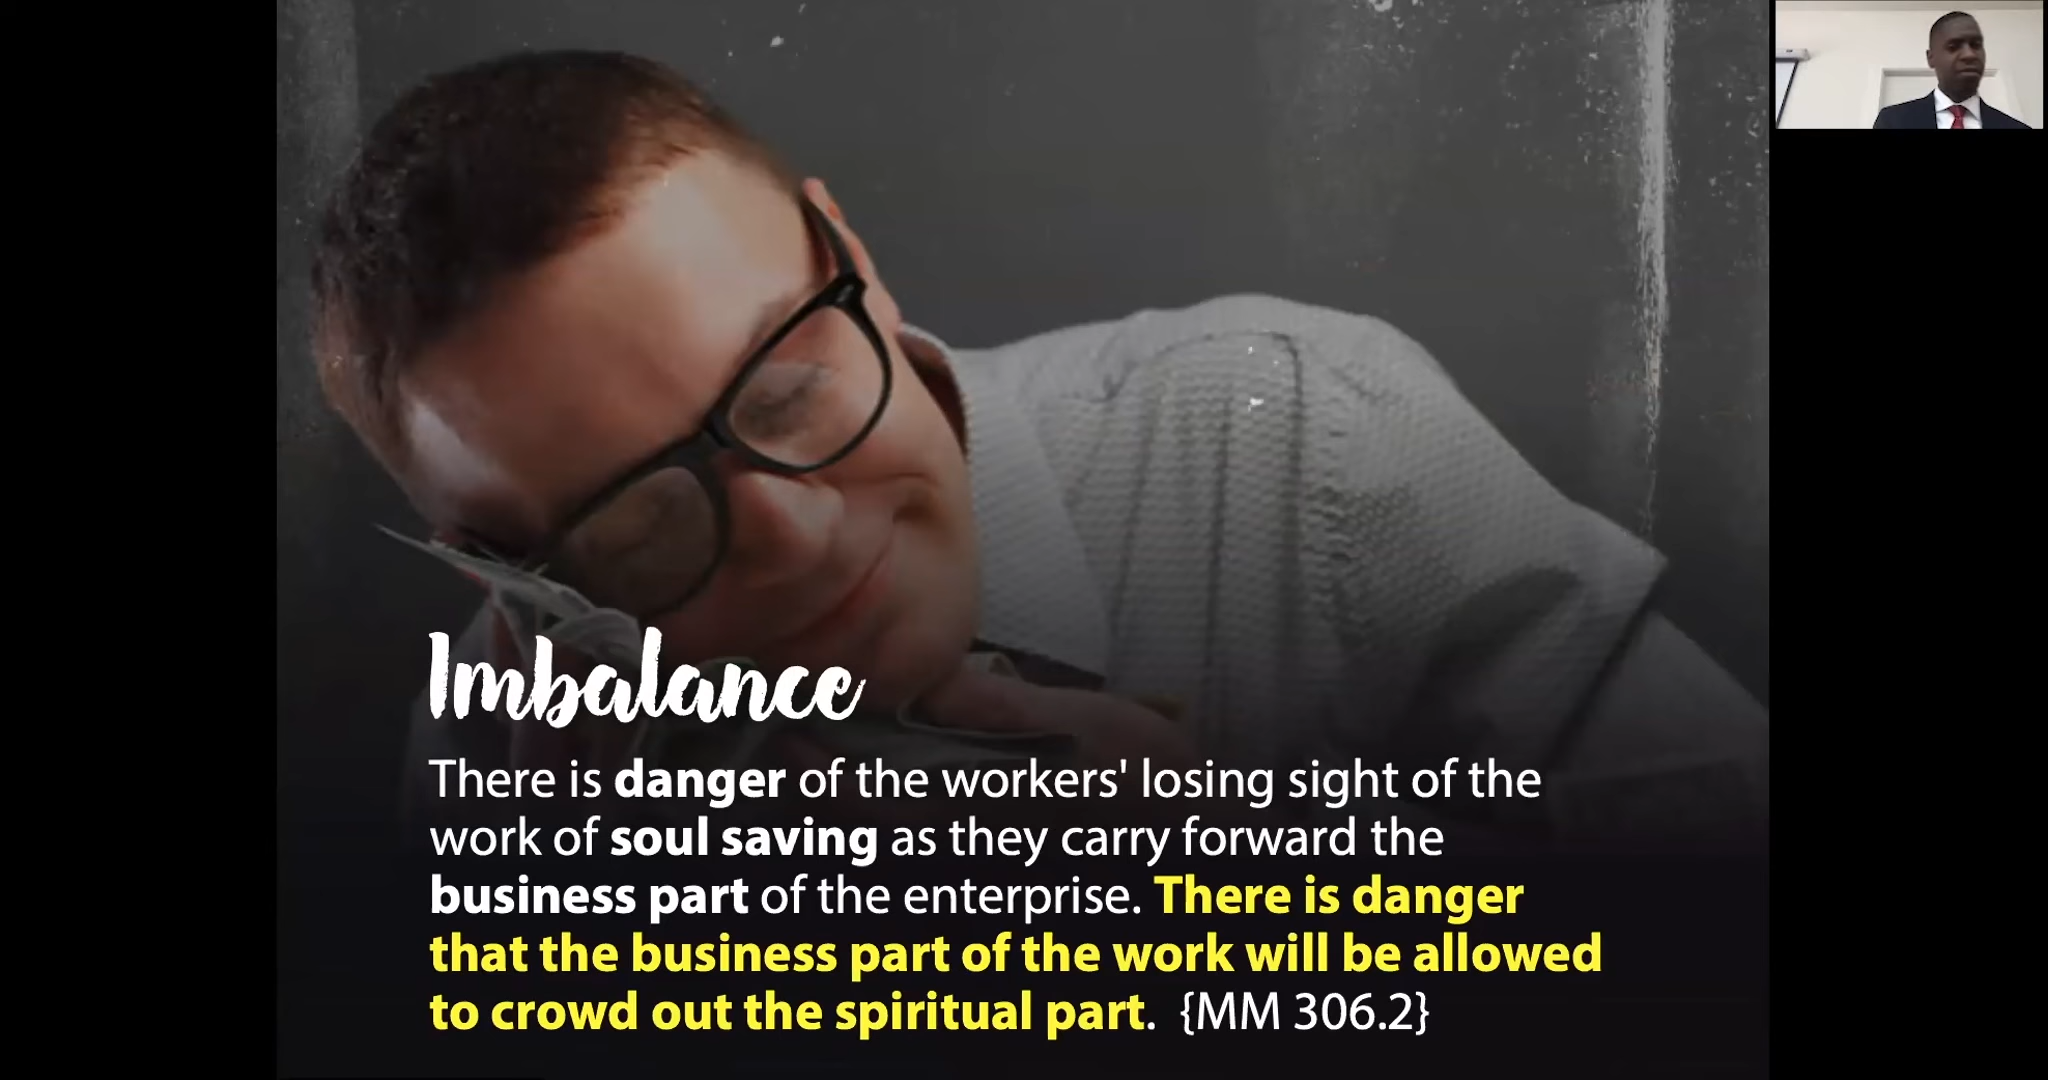 Imbalance
There is danger of the workers' losing sight of the
work of soul saving as they carry forward the
business part of the enterprise. There is danger
that the business part of the work will be allowed
to crowd out the spiritual part. {MM 306.2}